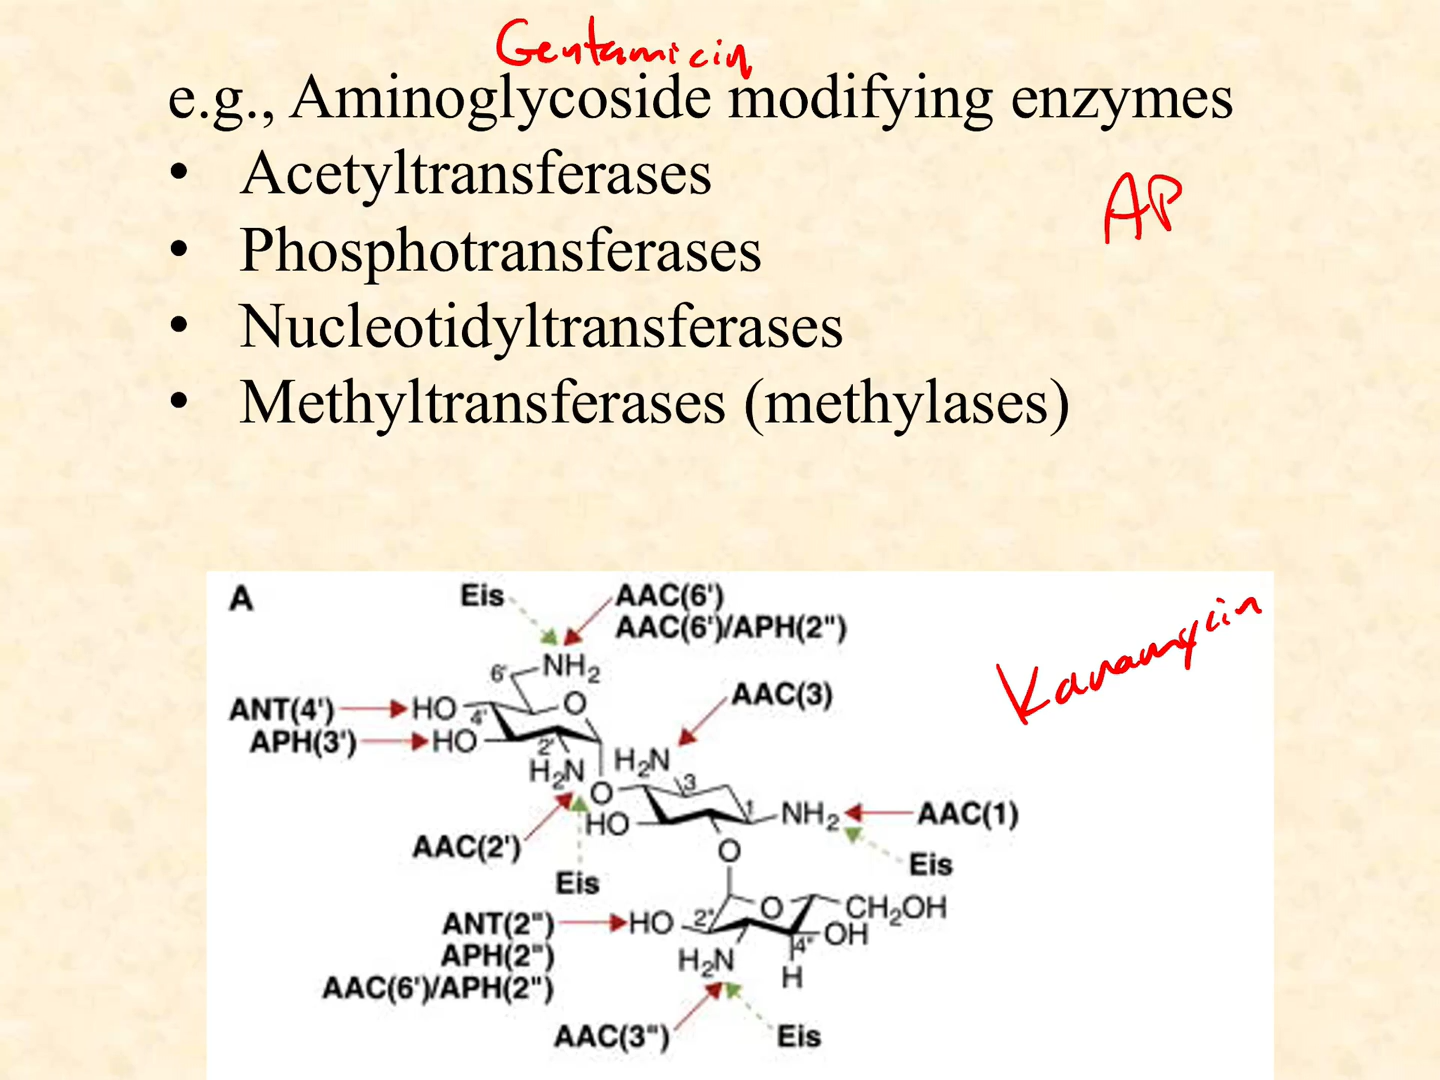 Gentamicin
e.g., Aminoglycoside modifying enzymes
• Acetyltransferases
AP
• Phosphotransferases
• Nucleotidyltransferases
• Methyltransferases (methylases)
A
Eis
AAC(6')
AAC(6')/APH(2")
Kanamycin
6'
NH2
AAC(3)
ANT(4')
HO
4'
O
APH(3')
HO
2'
H2N
H2N
3
O
HO
1
NH2
AAC(1)
AAC(2')
O
Eis
Eis
ANT(2")
HO
2"
O
CH2OH
OH
APH(2")
H2N
4"
H
AAC(6')/APH(2")
AAC(3")
Eis